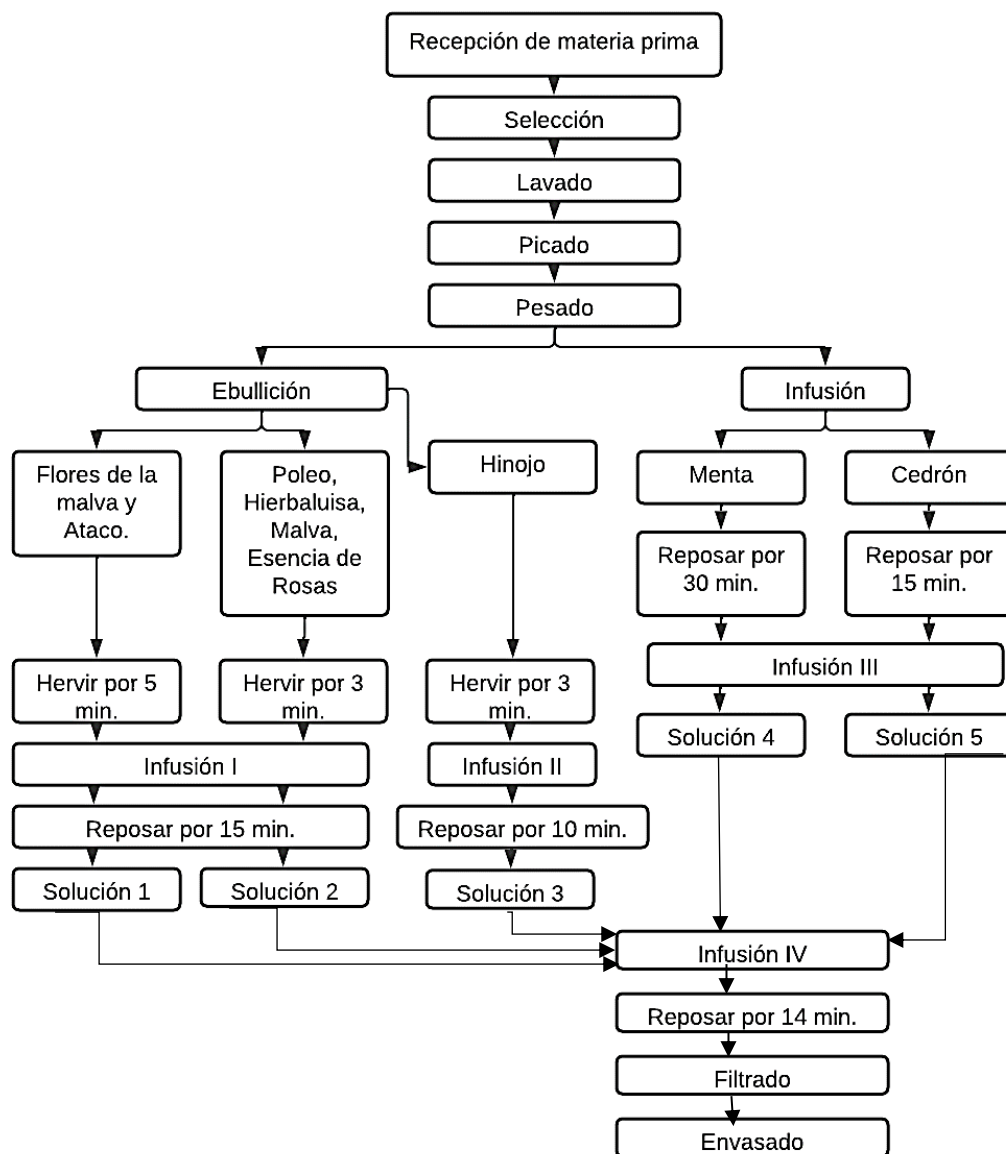 Recepción de materia prima
Selección
Lavado
Picado
Pesado
Ebullición
Infusión
Flores de la
malva y
Ataco.
Poleo,
Hierbaluisa,
Malva,
Esencia de
Rosas
Hinojo
Menta
Cedrón
Reposar por
30 min.
Reposar por
15 min.
Hervir por 5
min.
Hervir por 3
min.
Hervir por 3
min.
Infusión III
Infusión I
Infusión II
Solución 4
Solución 5
Reposar por 15 min.
Reposar por 10 min.
Solución 1
Solución 2
Solución 3
Infusión IV
Reposar por 14 min.
Filtrado
Envasado